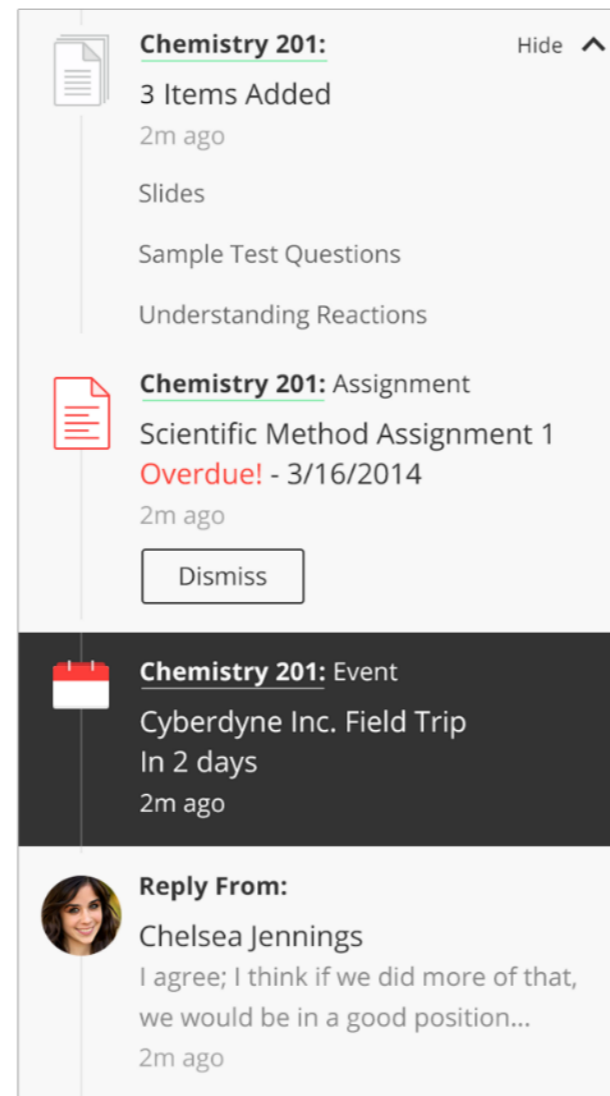 Chemistry 201: Hide
3 Items Added
2m ago
Slides
Sample Test Questions
Understanding Reactions
Chemistry 201: Assignment
Scientific Method Assignment 1
Overdue! - 3/16/2014
2m ago
Dismiss
Chemistry 201: Event
Cyberdyne Inc. Field Trip
In 2 days
2m ago
Reply From:
Chelsea Jennings
I agree; I think if we did more of that,
we would be in a good position...
2m ago